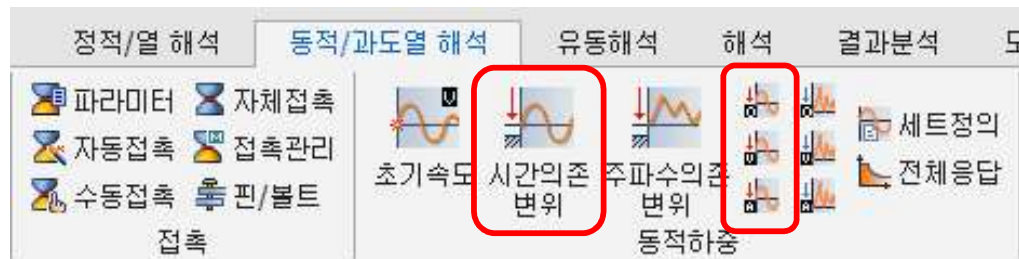 정적/열 해석 동적/과도열 해석 유동해석 해석 결과분석
파라미터 자체접촉
자동접촉 접촉관리
수동접촉 핀/볼트
접촉
초기속도
시간의존
변위
주파수의존
변위
세트정의
전체응답
동적하중